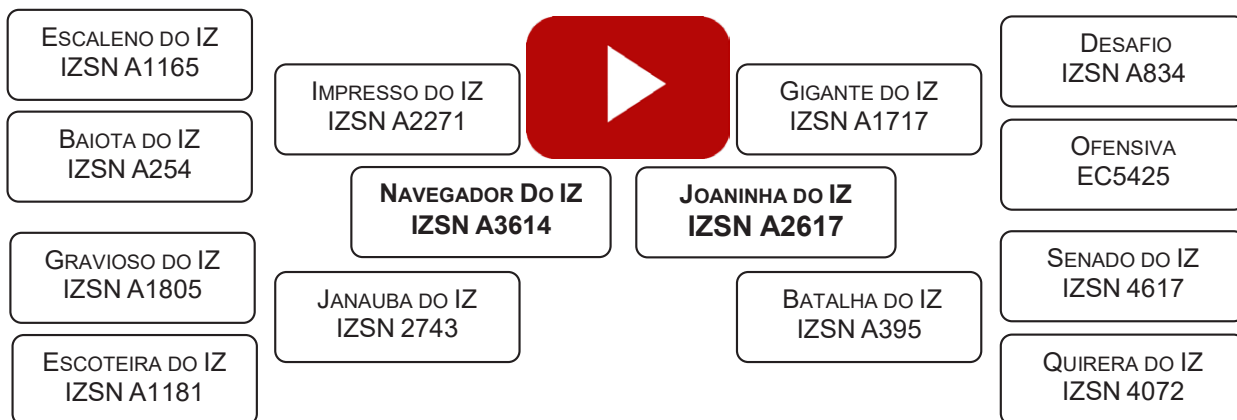 ESCALENO DO IZ
IZSN A1165
BAIOTA DO IZ
IZSN A254
GRAVIOSO DO IZ
IZSN A1805
ESCOTEIRA DO IZ
IZSN A1181
IMPRESSO DO IZ
IZSN A2271
JANAUBA DO IZ
IZSN 2743
NAVEGADOR DO IZ
IZSN A3614
JOANINHA DO IZ
IZSN A2617
GIGANTE DO IZ
IZSN A1717
BATALHA DO IZ
IZSN A395
DESAFIO
IZSN A834
OFENSIVA
EC5425
SENADO DO IZ
IZSN 4617
QUIRERA DO IZ
IZSN 4072